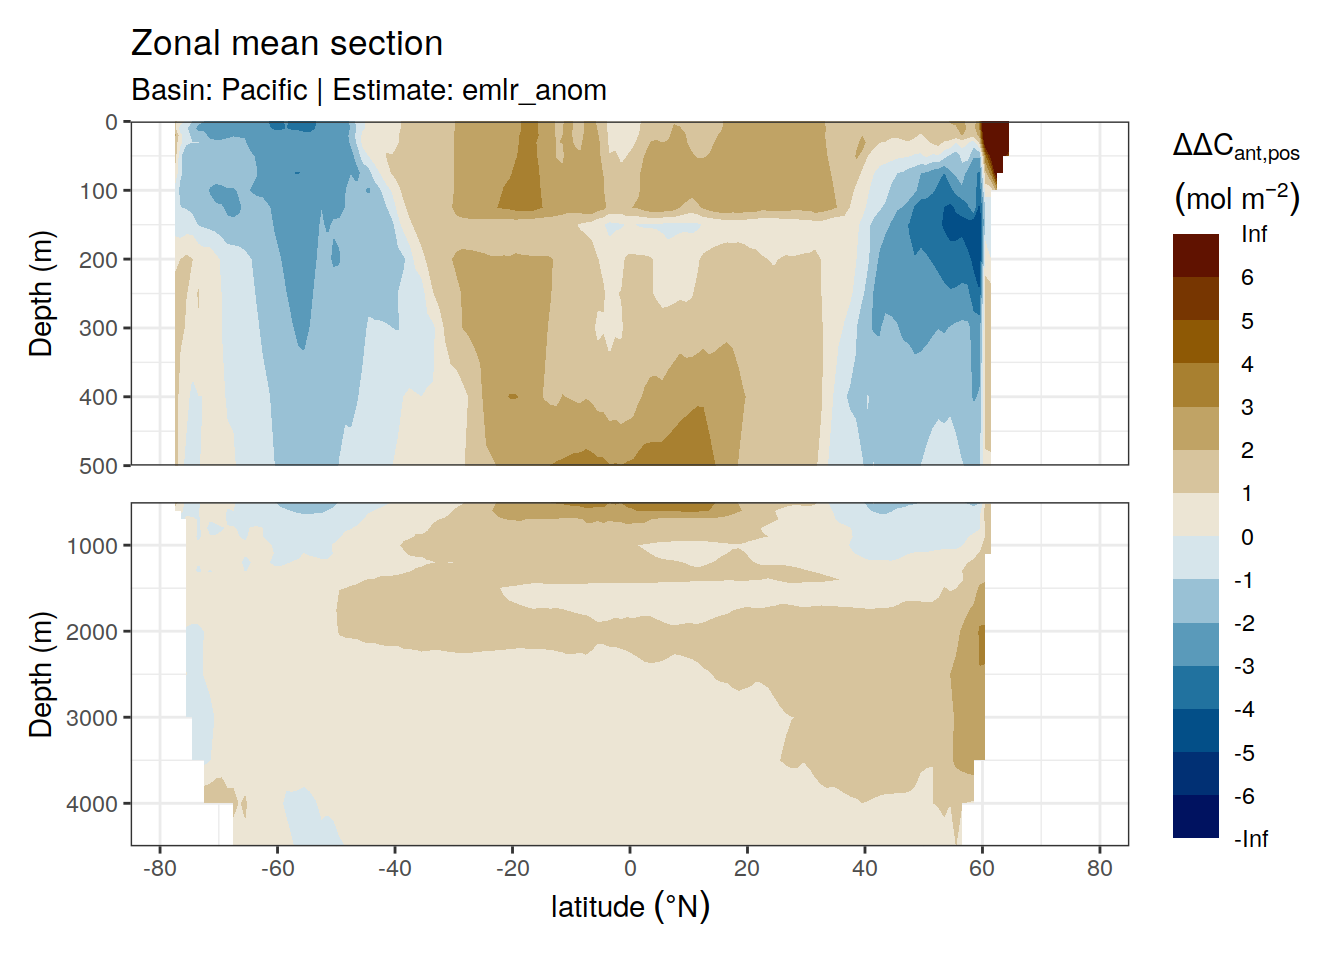 Zonal mean section
Basin: Pacific | Estimate: emlr_anom
0
100
200
300
400
500
Depth (m)
1000
2000
3000
4000
Depth (m)
-80 -60 -40 -20 0 20 40 60 80
latitude (°N)
ΔΔC_ant,pos
(mol m⁻²)
Inf
6
5
4
3
2
1
0
-1
-2
-3
-4
-5
-6
-Inf